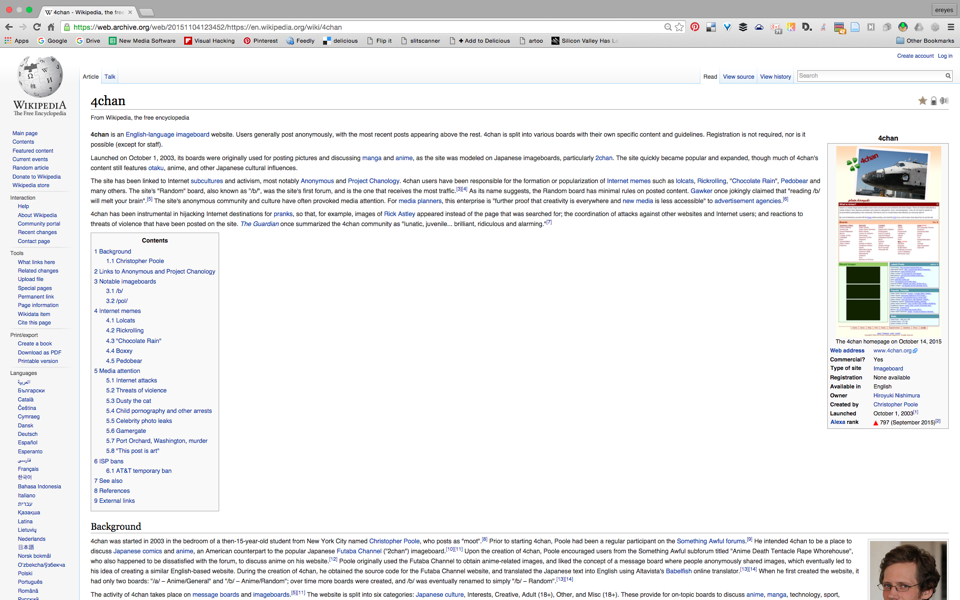 4chan - Wikipedia, the fre
ereyes
https://web.archive.org/web/20151104123452/https://en.wikipedia.org/wiki/4chan
Apps Google Drive New Media Software Visual Hacking Pinterest Feedly delicious Flip it slitscanner + Add to Delicious artoo Silicon Valley Has L Other Bookmarks
Create account Log in
Article Talk Read View source View history Search
WIKIPEDIA
The Free Encyclopedia
Main page
Contents
Featured content
Current events
Random article
Donate to Wikipedia
Wikipedia store
Interaction
Help
About Wikipedia
Community portal
Recent changes
Contact page
Tools
What links here
Related changes
Upload file
Special pages
Permanent link
Page information
Wikidata item
Cite this page
Print/export
Create a book
Download as PDF
Printable version
Languages
العربية
Български
Català
Čeština
Cymraeg
Dansk
Deutsch
Español
Esperanto
فارسی
Français
한국어
Bahasa Indonesia
Italiano
עברית
Қазақша
Latina
Lietuvių
Nederlands
日本語
Norsk bokmål
Oʻzbekcha/ўзбекча
Polski
Português
Română
Русский
4chan
From Wikipedia, the free encyclopedia
4chan is an English-language imageboard website. Users generally post anonymously, with the most recent posts appearing above the rest. 4chan is split into various boards with their own specific content and guidelines. Registration is not required, nor is it
possible (except for staff).
Launched on October 1, 2003, its boards were originally used for posting pictures and discussing manga and anime, as the site was modeled on Japanese imageboards, particularly 2chan. The site quickly became popular and expanded, though much of 4chan's
content still features otaku, anime, and other Japanese cultural influences.
The site has been linked to Internet subcultures and activism, most notably Anonymous and Project Chanology. 4chan users have been responsible for the formation or popularization of Internet memes such as lolcats, Rickrolling, "Chocolate Rain", Pedobear and
many others. The site's "Random" board, also known as "/b/", was the site's first forum, and is the one that receives the most traffic.[3][4] As its name suggests, the Random board has minimal rules on posted content. Gawker once jokingly claimed that "reading /b/
will melt your brain".[5] The site's anonymous community and culture have often provoked media attention. For media planners, this enterprise is "further proof that creativity is everywhere and new media is less accessible" to advertisement agencies.[6]
4chan has been instrumental in hijacking Internet destinations for pranks, so that, for example, images of Rick Astley appeared instead of the page that was searched for; the coordination of attacks against other websites and Internet users; and reactions to
threats of violence that have been posted on the site. The Guardian once summarized the 4chan community as "lunatic, juvenile... brilliant, ridiculous and alarming."[7]
Contents
1 Background
1.1 Christopher Poole
2 Links to Anonymous and Project Chanology
3 Notable imageboards
3.1 /b/
3.2 /pol/
4 Internet memes
4.1 Lolcats
4.2 Rickrolling
4.3 "Chocolate Rain"
4.4 Boxxy
4.5 Pedobear
5 Media attention
5.1 Internet attacks
5.2 Threats of violence
5.3 Dusty the cat
5.4 Child pornography and other arrests
5.5 Celebrity photo leaks
5.6 Gamergate
5.7 Port Orchard, Washington, murder
5.8 "This post is art"
6 ISP bans
6.1 AT&T temporary ban
7 See also
8 References
9 External links
4chan
4chan
The 4chan homepage on October 14, 2015
Web address www.4chan.org
Commercial? Yes
Type of site Imageboard
Registration None available
Available in English
Owner Hiroyuki Nishimura
Created by Christopher Poole
Launched October 1, 2003[1]
Alexa rank 797 (September 2015)[2]
Background
4chan was started in 2003 in the bedroom of a then-15-year-old student from New York City named Christopher Poole, who posts as "moot".[8] Prior to starting 4chan, Poole had been a regular participant on the Something Awful forums.[9] He intended 4chan to be a place to
discuss Japanese comics and anime, an American counterpart to the popular Japanese Futaba Channel ("2chan") imageboard.[10][11] Upon the creation of 4chan, Poole encouraged users from the Something Awful subforum titled "Anime Death Tentacle Rape Whorehouse",
who also happened to be dissatisfied with the forum, to discuss anime on his website.[12] Poole originally used the Futaba Channel to obtain anime-related images, and liked the concept of a message board where people anonymously shared images, which eventually led to
his idea of creating a similar English-based website. During the creation of 4chan, he obtained the source code for the Futaba Channel website, and translated the Japanese text into English using Altavista's Babelfish online translator.[13][14] When he first created the website, it
had only two boards: "/a/ – Anime/General" and "/b/ – Anime/Random"; over time more boards were created, and /b/ was eventually renamed to simply "/b/ – Random".[13][14]
The activity of 4chan takes place on message boards and imageboards.[5][11] The website is split into six categories: Japanese culture, Interests, Creative, Adult (18+), Other, and Misc (18+). These provide for on-topic boards to discuss anime, manga, technology, sport,